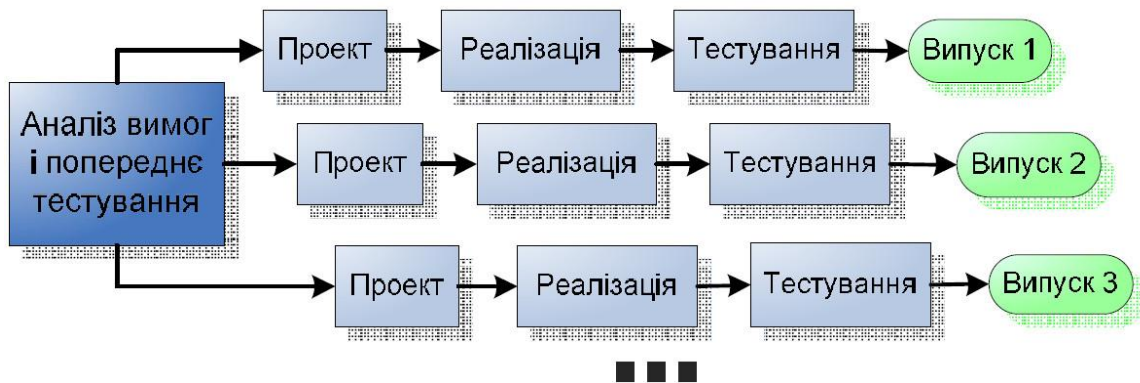 Проект
Реалізація
Тестування
Випуск 1
Аналіз вимог
і попереднє
тестування
Проект
Реалізація
Тестування
Випуск 2
Проект
Реалізація
Тестування
Випуск 3